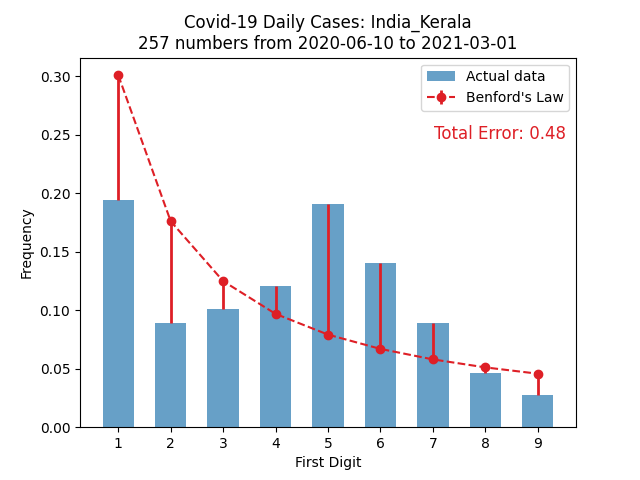 Covid-19 Daily Cases: India_Kerala
257 numbers from 2020-06-10 to 2021-03-01
Actual data
Benford's Law
Total Error: 0.48
Frequency
0.30
0.25
0.20
0.15
0.10
0.05
0.00
1 2 3 4 5 6 7 8 9
First Digit